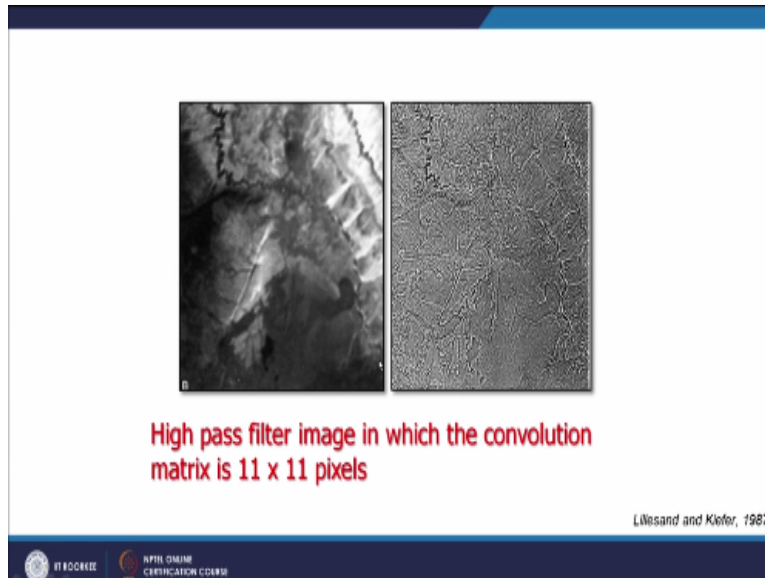 High pass filter image in which the convolution
matrix is 11 x 11 pixels
Lillesand and Kiefer, 1987
IIT ROORKEE
NPTEL ONLINE
CERTIFICATION COURSE